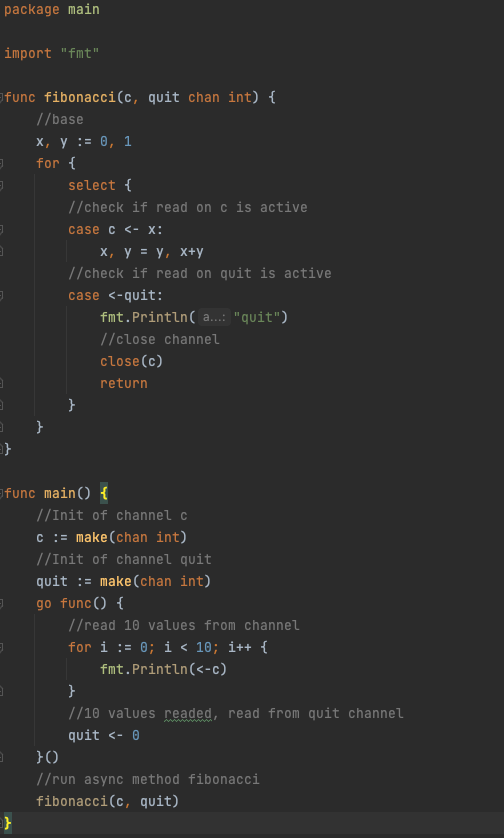 package main
import "fmt"
func fibonacci(c, quit chan int) {
//base
x, y := 0, 1
for {
select {
//check if read on c is active
case c <- x:
x, y = y, x+y
//check if read on quit is active
case <-quit:
fmt.Println( a...: "quit")
//close channel
close(c)
return
}
}
}
func main() {
//Init of channel c
c := make(chan int)
//Init of channel quit
quit := make(chan int)
go func() {
//read 10 values from channel
for i := 0; i < 10; i++ {
fmt.Println(<-c)
}
//10 values readed, read from quit channel
quit <- 0
}()
//run async method fibonacci
fibonacci(c, quit)
}